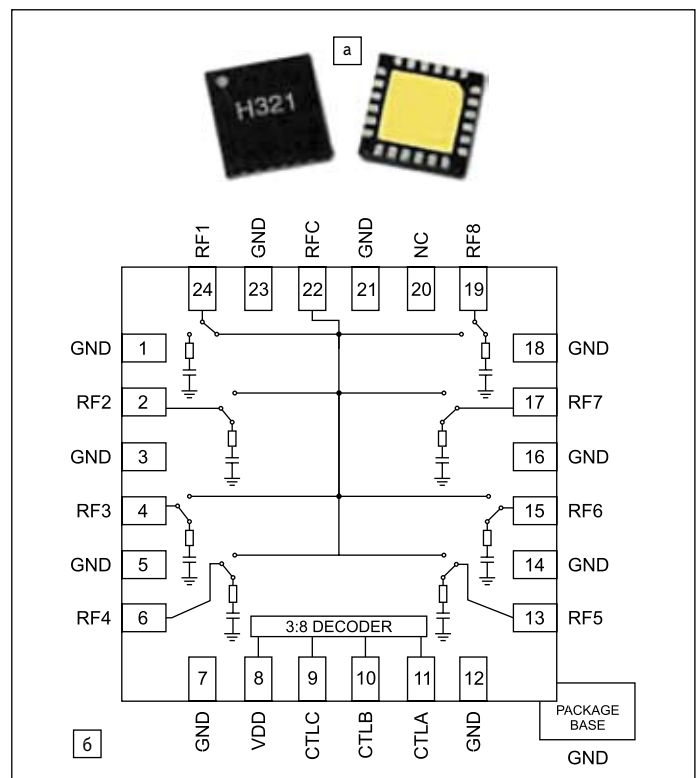 а
H321
RF1
GND
RFC
GND
NC
RF8
24
23
22
21
20
19
GND 1
18 GND
RF2 2
17 RF7
GND 3
16 GND
RF3 4
15 RF6
GND 5
14 GND
RF4 6
13 RF5
3:8 DECODER
7
8
9
10
11
12
GND
VDD
CTLC
CTLB
CTLA
GND
PACKAGE
BASE
GND
б